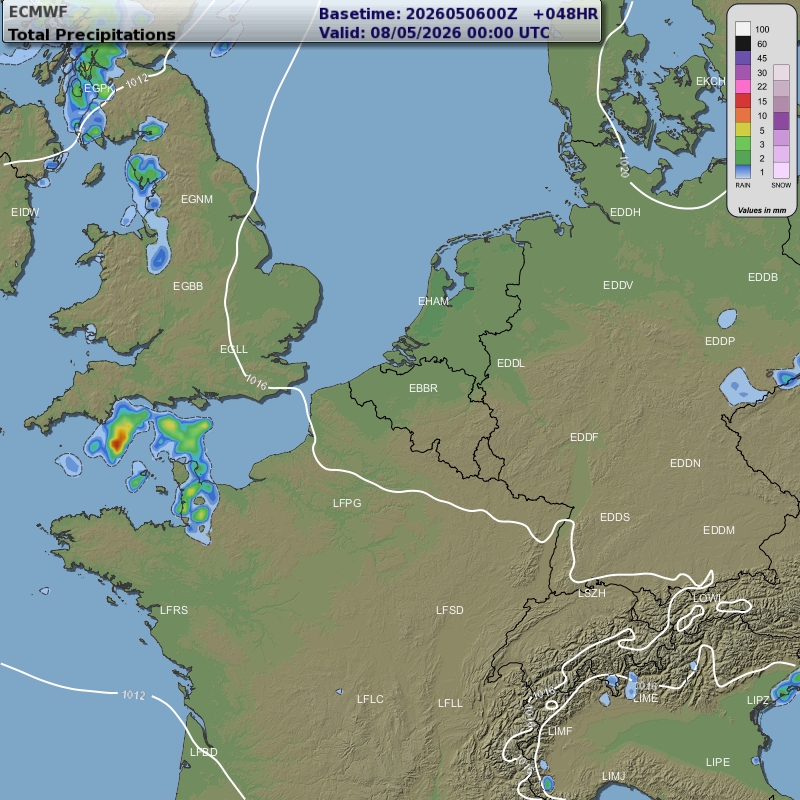 ECMWF
Basetime: 2026050600Z +048HR
Total Precipitations
Valid: 08/05/2026 00:00 UTC
100
60
45
30
22
15
10
5
3
2
1
RAIN
SNOW
Values in mm
EGPK
1012
EKCH
1020
EIDW
EGNM
EDDH
EGBB
EHAM
EDDV
EDDB
EGLL
EDDP
1016
EDDL
EBBR
EDDF
EDDN
LFPG
EDDS
EDDM
LFRS
LFSD
LSZH
LOWI
1012
LFLC
LFLL
1016
1016
LIME
LIPZ
LIMF
LFBD
LIPE
LIMJ